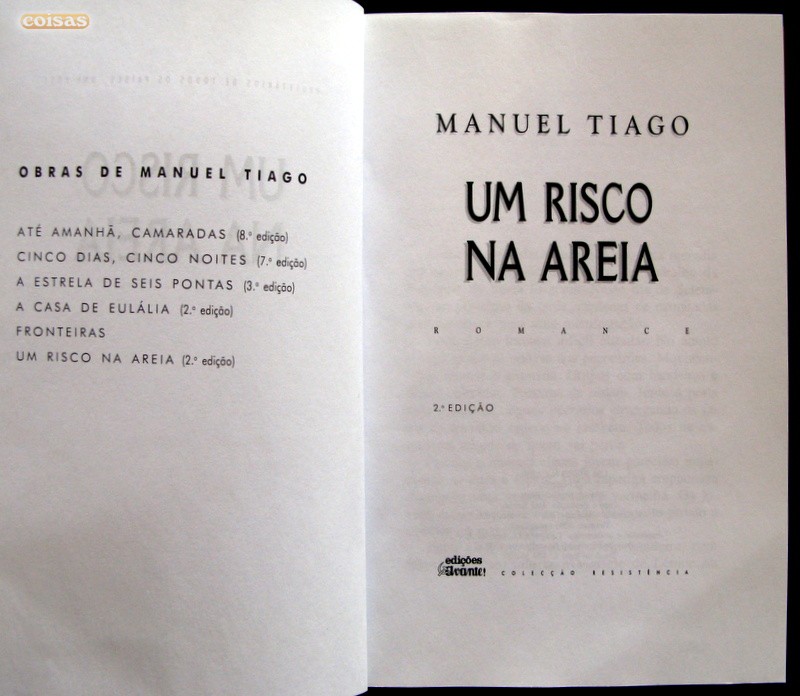 coisas
OBRAS DE MANUEL TIAGO
ATÉ AMANHÃ, CAMARADAS (8.ª edição)
CINCO DIAS, CINCO NOITES (7.ª edição)
A ESTRELA DE SEIS PONTAS (3.ª edição)
A CASA DE EULÁLIA (2.ª edição)
FRONTEIRAS
UM RISCO NA AREIA (2.ª edição)
MANUEL TIAGO
UM RISCO
NA AREIA
ROMANCE
2.ª EDIÇÃO
edições
Avante!
COLECÇÃO RESISTÊNCIA